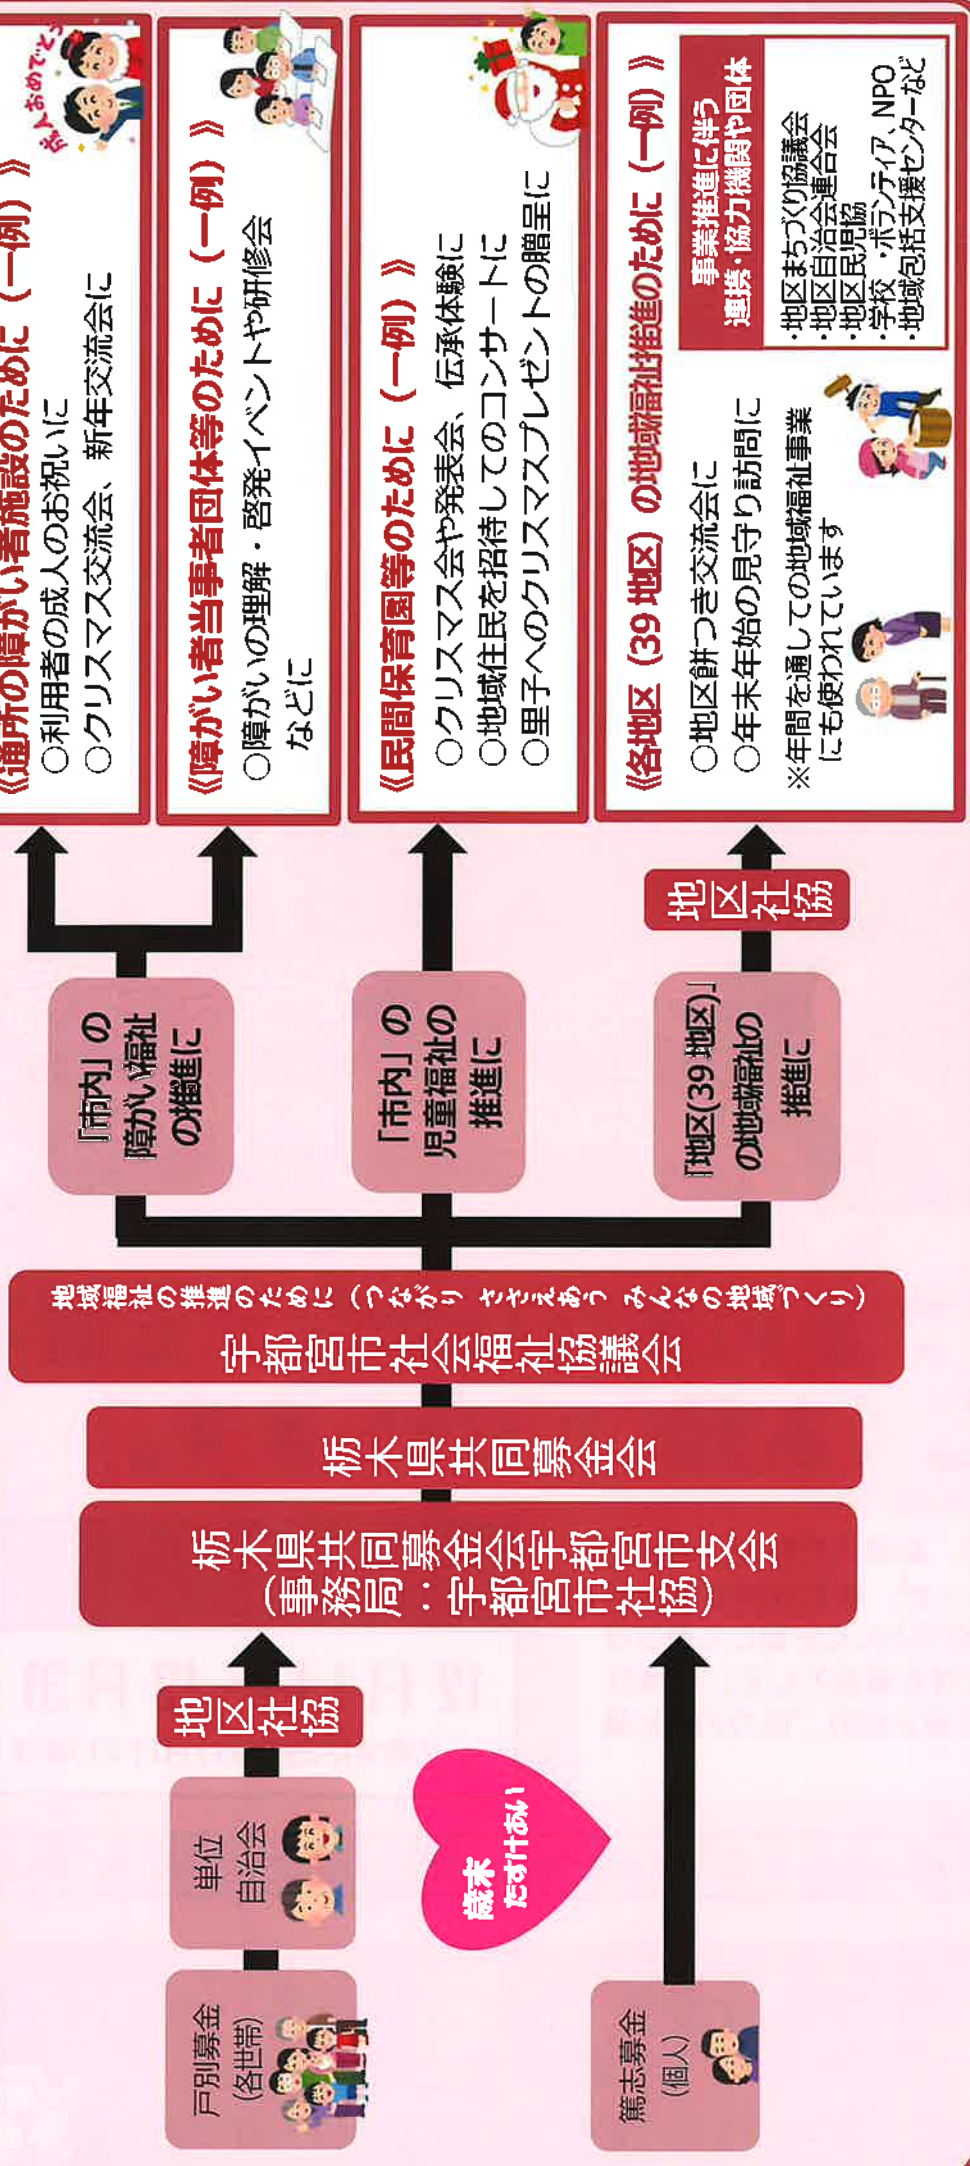 戸別募金
(各世帯)
単位
自治会
地区社協
篤志募金
(個人)
歳末
たすけあい
栃木県共同募金会宇都宮市支会
(事務局:宇都宮市社協)
栃木県共同募金会
地域福祉の推進のために(つながり ささえあう みんなの地域づくり)
宇都宮市社会福祉協議会
「市内」の
障がい福祉
の推進に
「市内」の
児童福祉の
推進に
「地区(39地区)」
の地域福祉の
推進に
地区社協
《通所の障がい者施設のために(一例)》
○利用者の成人のお祝いに
○クリスマス交流会、新年交流会に
成人おめでとう
《障がい者当事者団体等のために(一例)》
○障がいの理解・啓発イベントや研修会
などに
《民間保育園等のために(一例)》
○クリスマス会や発表会、伝承体験に
○地域住民を招待してのコンサートに
○里子へのクリスマスプレゼントの贈呈に
《各地区(39地区)の地域福祉推進のために(一例)》
○地区餅つき交流会に
○年末年始の見守り訪問に
※年間を通しての地域福祉事業
にも使われています
事業推進に伴う
連携・協力機関や団体
・地区まちづくり協議会
・地区自治会連合会
・地区民児協
・学校・ボランティア、NPO
・地域包括支援センターなど